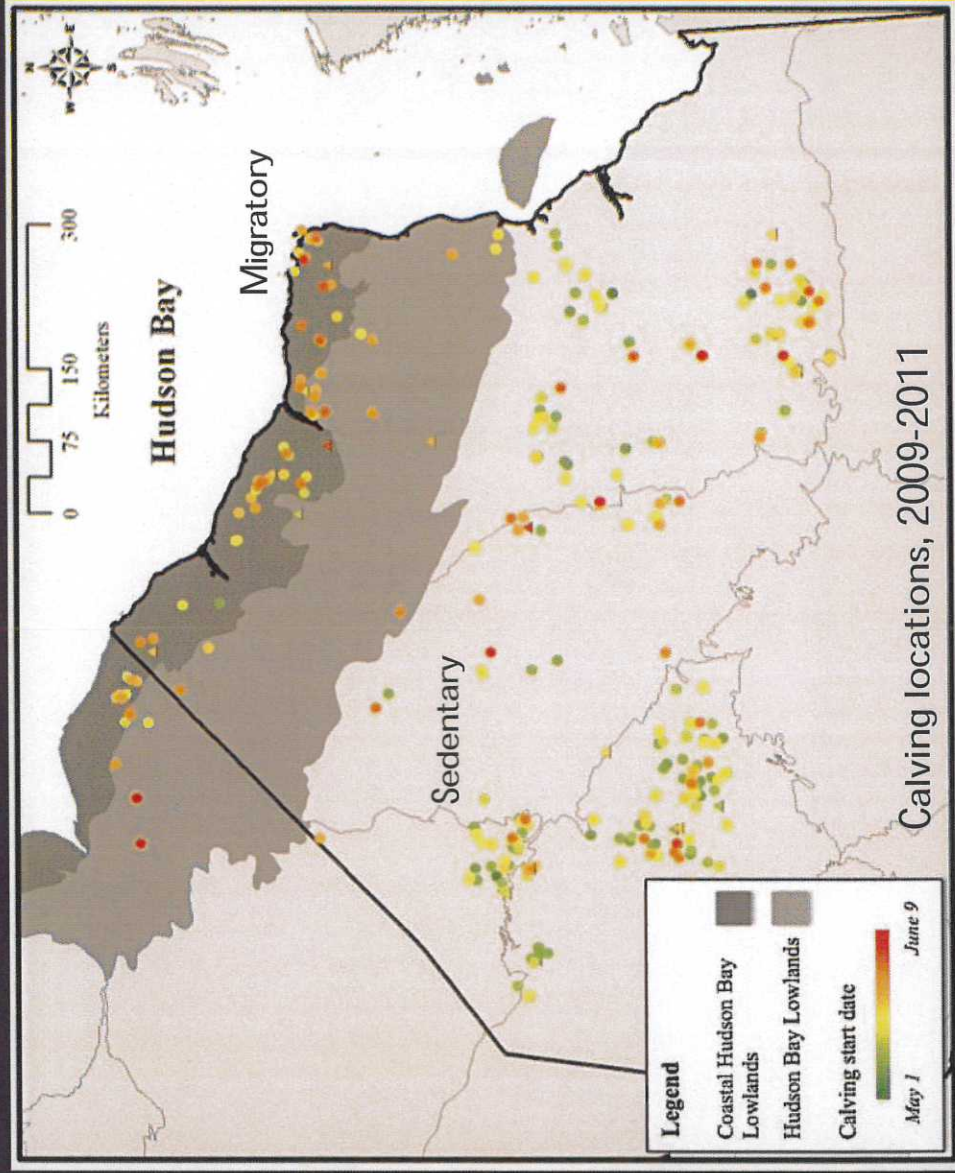 N
W E
S
0 75 150 300
Kilometers
Hudson Bay
Migratory
Sedentary
Legend
Coastal Hudson Bay
Lowlands
Hudson Bay Lowlands
Calving start date
May 1 June 9
Calving locations, 2009-2011